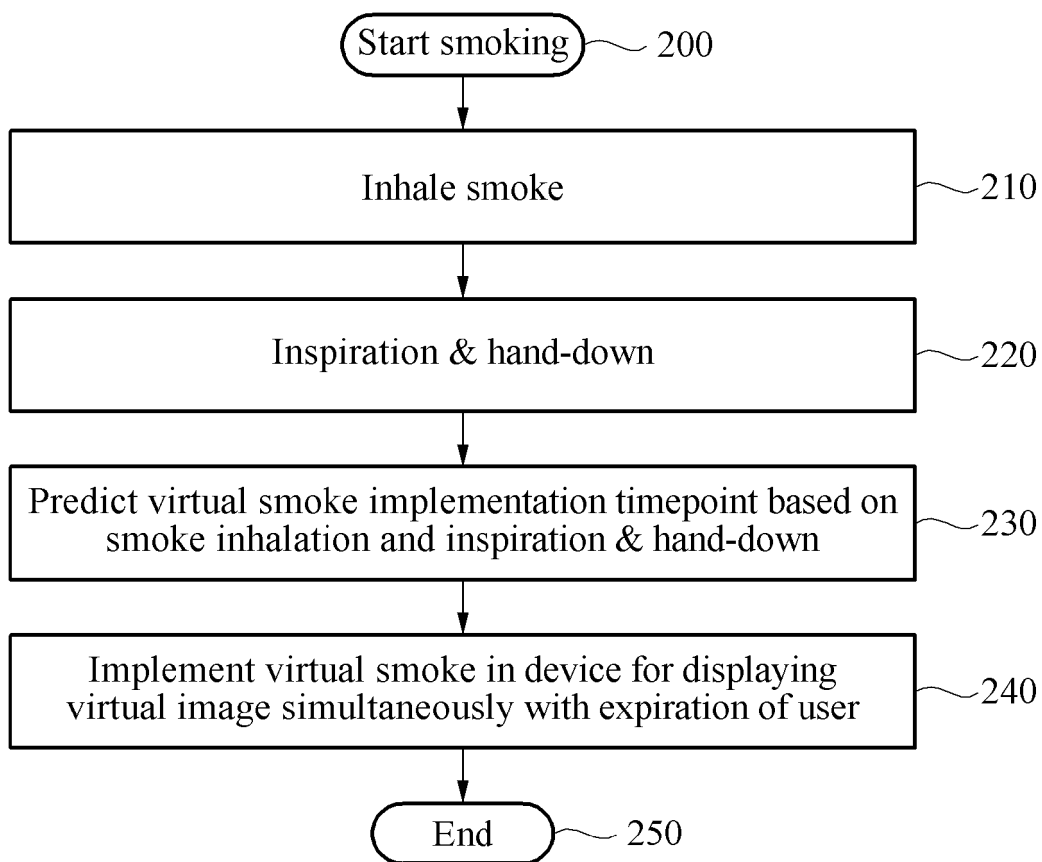 Start smoking
200
Inhale smoke
210
Inspiration & hand-down
220
Predict virtual smoke implementation timepoint based on
smoke inhalation and inspiration & hand-down
230
Implement virtual smoke in device for displaying
virtual image simultaneously with expiration of user
240
End
250